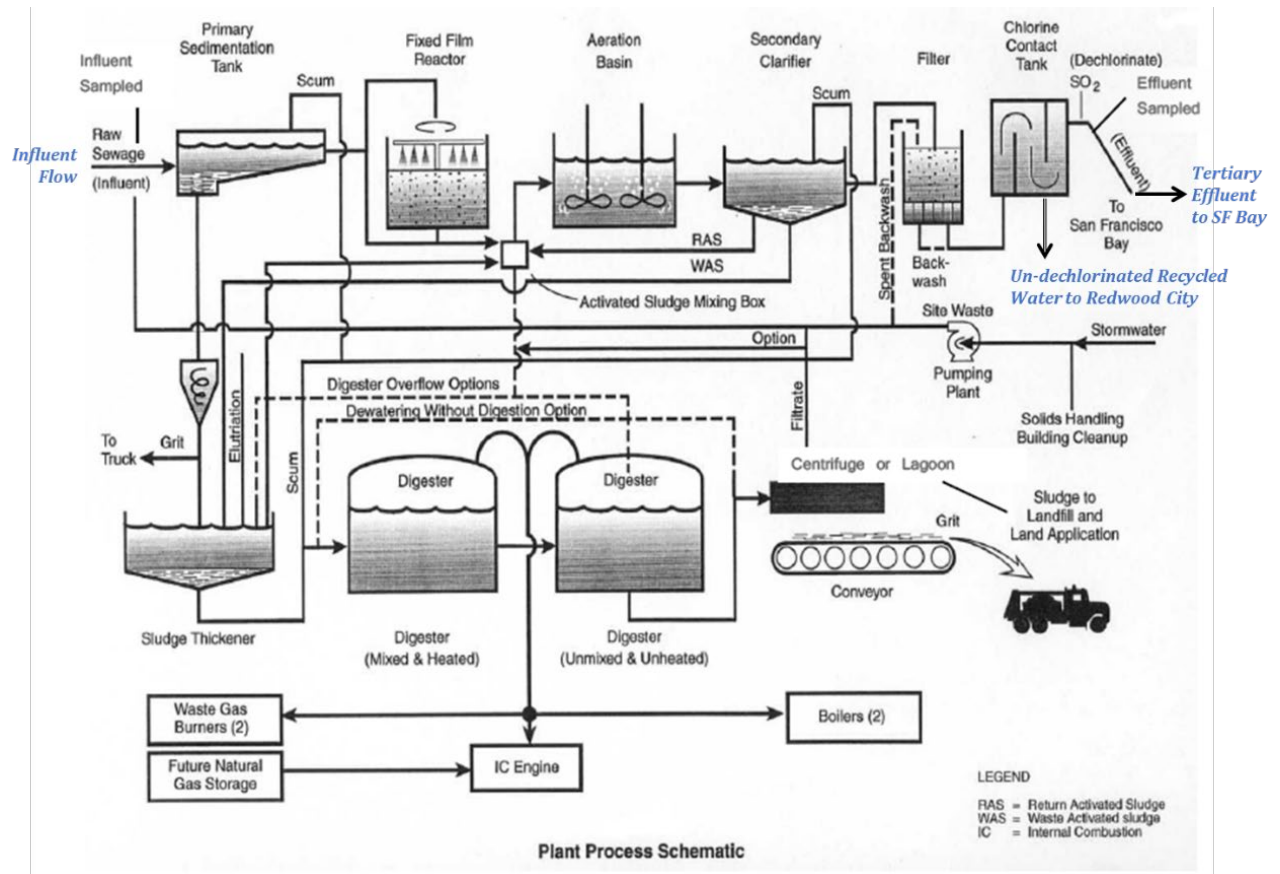 Primary
Sedimentation
Tank
Fixed Film
Reactor
Aeration
Basin
Secondary
Clarifier
Filter
Chlorine
Contact
Tank
(Dechlorinate)
SO2
Effluent
Sampled
Influent
Sampled
Scum
Scum
Raw
Sewage
(Influent)
Influent
Flow
(Effluent)
Tertiary
Effluent
to SF Bay
To
San Francisco
Bay
RAS
WAS
Spent Backwash
Back-
wash
Un-dechlorinated Recycled
Water to Redwood City
Activated Sludge Mixing Box
Site Waste
Stormwater
Option
Pumping
Plant
Digester Overflow Options
Dewatering Without Digestion Option
Filtrate
Solids Handling
Building Cleanup
To
Truck
Grit
Elutriation
Scum
Digester
Digester
Centrifuge or Lagoon
Sludge to
Landfill and
Land Application
Grit
Conveyor
Sludge Thickener
Digester
(Mixed & Heated)
Digester
(Unmixed & Unheated)
Waste Gas
Burners (2)
Boilers (2)
Future Natural
Gas Storage
IC Engine
LEGEND
RAS = Return Activated Sludge
WAS = Waste Activated sludge
IC = Internal Combustion
Plant Process Schematic